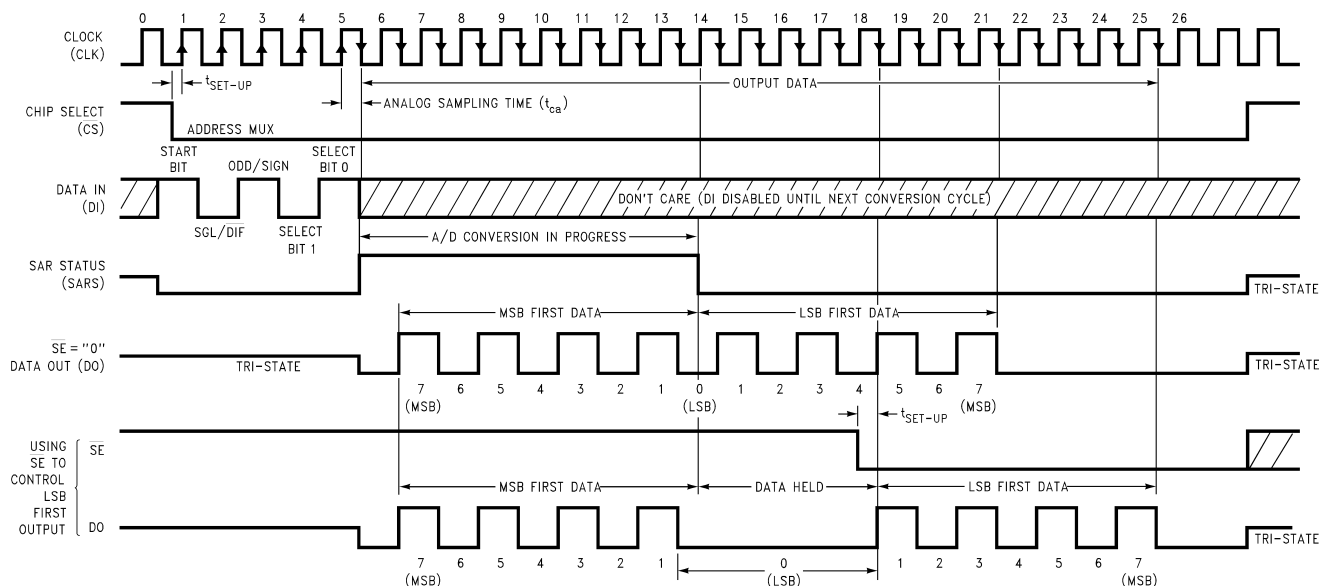 0 1 2 3 4 5 6 7 8 9 10 11 12 13 14 15 16 17 18 19 20 21 22 23 24 25 26
CLOCK
(CLK)
tSET-UP
OUTPUT DATA
ANALOG SAMPLING TIME (tca)
CHIP SELECT
(CS)
ADDRESS MUX
START
BIT
ODD/SIGN
SELECT
BIT 0
DATA IN
(DI)
DON'T CARE (DI DISABLED UNTIL NEXT CONVERSION CYCLE)
SGL/DIF
SELECT
BIT 1
A/D CONVERSION IN PROGRESS
SAR STATUS
(SARS)
TRI-STATE
MSB FIRST DATA
LSB FIRST DATA
SE = "0"
DATA OUT (DO)
TRI-STATE
TRI-STATE
7 6 5 4 3 2 1 0 1 2 3 4 5 6 7
(MSB) (LSB) (MSB)
tSET-UP
USING
SE TO
CONTROL
LSB
FIRST
OUTPUT
SE
MSB FIRST DATA
DATA HELD
LSB FIRST DATA
DO
TRI-STATE
7 6 5 4 3 2 1 0 1 2 3 4 5 6 7
(MSB) (LSB) (MSB)